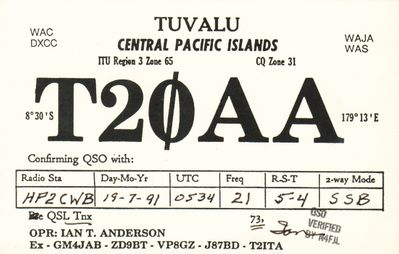 TUVALU
WAC
DXCC
CENTRAL PACIFIC ISLANDS
WAJA
WAS
ITU Region 3 Zone 65
CQ Zone 31
8°30'S
T2ØAA
179°13'E
Confirming QSO with:
Radio Sta Day-Mo-Yr UTC Freq R-S-T 2-way Mode
HP2CWB 19-7-91 0534 21 5-4 SSB
QSL Tnx
73,
Ian
QSO
VERIFIED
OPR: IAN T. ANDERSON
Ex - GM4JAB - ZD9BT - VP8GZ - J87BD - T2ITA